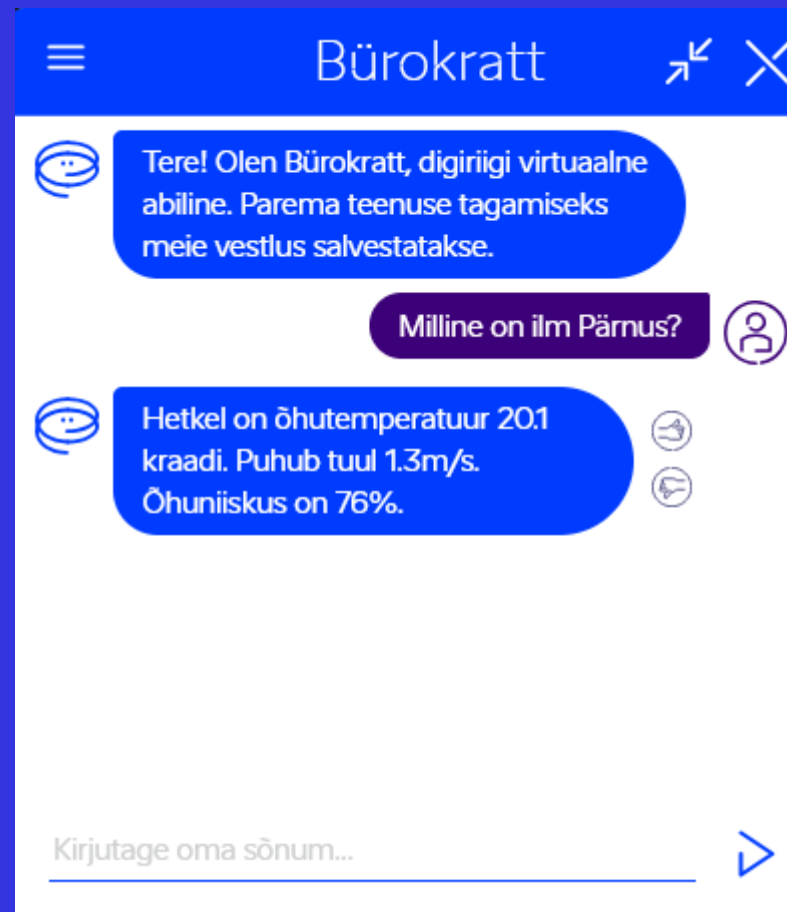 Bürokratt
Tere! Olen Bürokratt, digiriigi virtuaalne
abiline. Parema teenuse tagamiseks
meie vestlus salvestatakse.
Milline on ilm Pärnus?
Hetkel on õhutemperatuur 20.1
kraadi. Puhub tuul 1.3m/s.
Õhuniiskus on 76%.
Kirjutage oma sõnum...